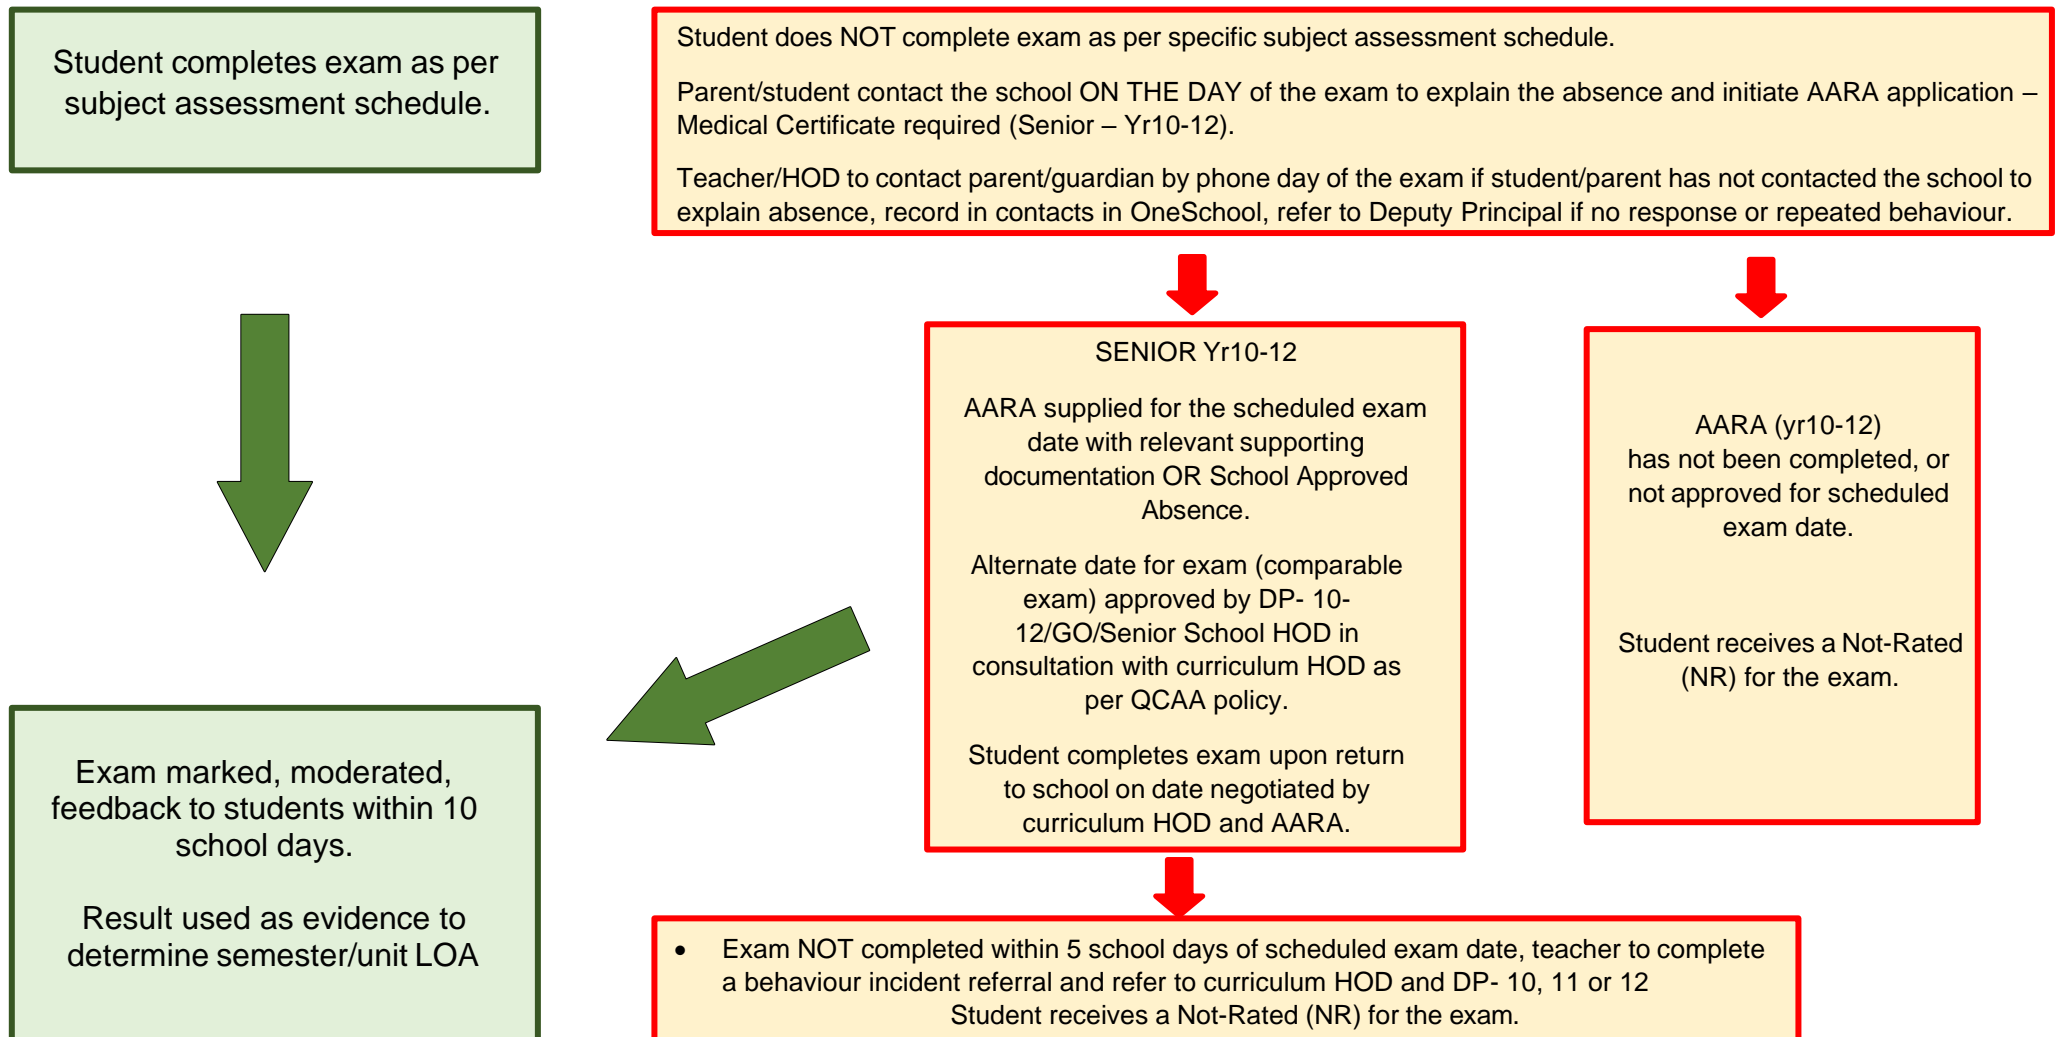 Student completes exam as per
subject assessment schedule.
Student does NOT complete exam as per specific subject assessment schedule.
Parent/student contact the school ON THE DAY of the exam to explain the absence and initiate AARA application –
Medical Certificate required (Senior – Yr10-12).
Teacher/HOD to contact parent/guardian by phone day of the exam if student/parent has not contacted the school to
explain absence, record in contacts in OneSchool, refer to Deputy Principal if no response or repeated behaviour.
SENIOR Yr10-12
AARA supplied for the scheduled exam
date with relevant supporting
documentation OR School Approved
Absence.
Alternate date for exam (comparable
exam) approved by DP- 10-
12/GO/Senior School HOD in
consultation with curriculum HOD as
per QCAA policy.
Student completes exam upon return
to school on date negotiated by
curriculum HOD and AARA.
AARA (yr10-12)
has not been completed, or
not approved for scheduled
exam date.
Student receives a Not-Rated
(NR) for the exam.
Exam marked, moderated,
feedback to students within 10
school days.
Result used as evidence to
determine semester/unit LOA
• Exam NOT completed within 5 school days of scheduled exam date, teacher to complete
a behaviour incident referral and refer to curriculum HOD and DP- 10, 11 or 12
Student receives a Not-Rated (NR) for the exam.